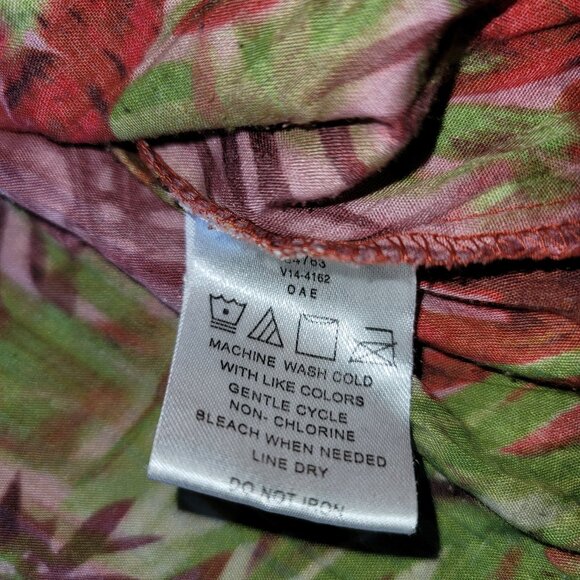 V14-4162
OAE
MACHINE WASH COLD
WITH LIKE COLORS
GENTLE CYCLE
NON- CHLORINE
BLEACH WHEN NEEDED
LINE DRY
DO NOT IRON